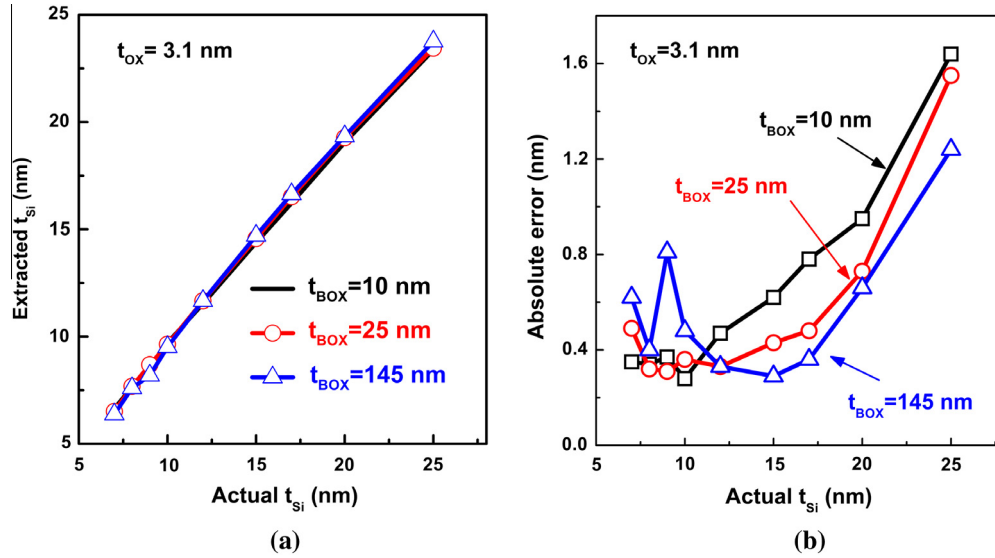 t_OX= 3.1 nm
25
20
15
10
5
Extracted t_Si (nm)
t_BOX=10 nm
t_BOX=25 nm
t_BOX=145 nm
5 10 15 20 25
Actual t_Si (nm)
(a)
t_OX=3.1 nm
1.6
1.2
0.8
0.4
0.0
Absolute error (nm)
t_BOX=10 nm
t_BOX=25 nm
t_BOX=145 nm
5 10 15 20 25
Actual t_Si (nm)
(b)